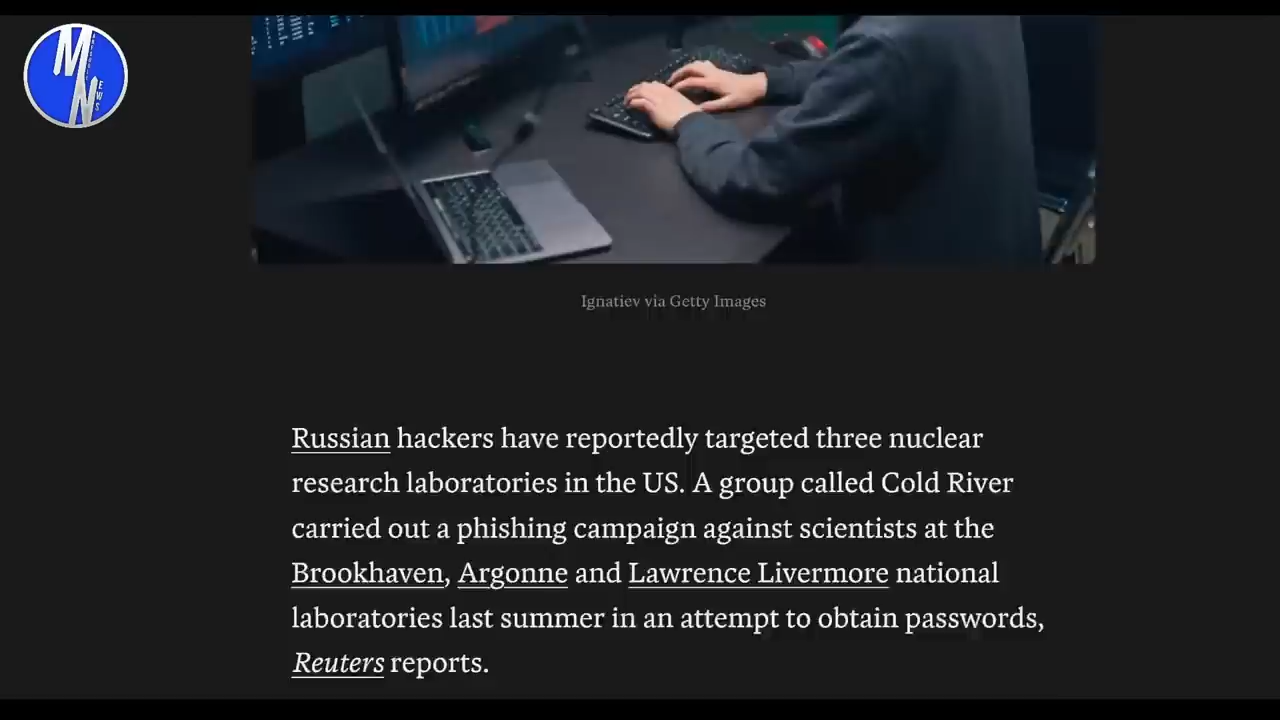 M
N
EWS
Ignatiev via Getty Images
Russian hackers have reportedly targeted three nuclear
research laboratories in the US. A group called Cold River
carried out a phishing campaign against scientists at the
Brookhaven, Argonne and Lawrence Livermore national
laboratories last summer in an attempt to obtain passwords,
Reuters reports.